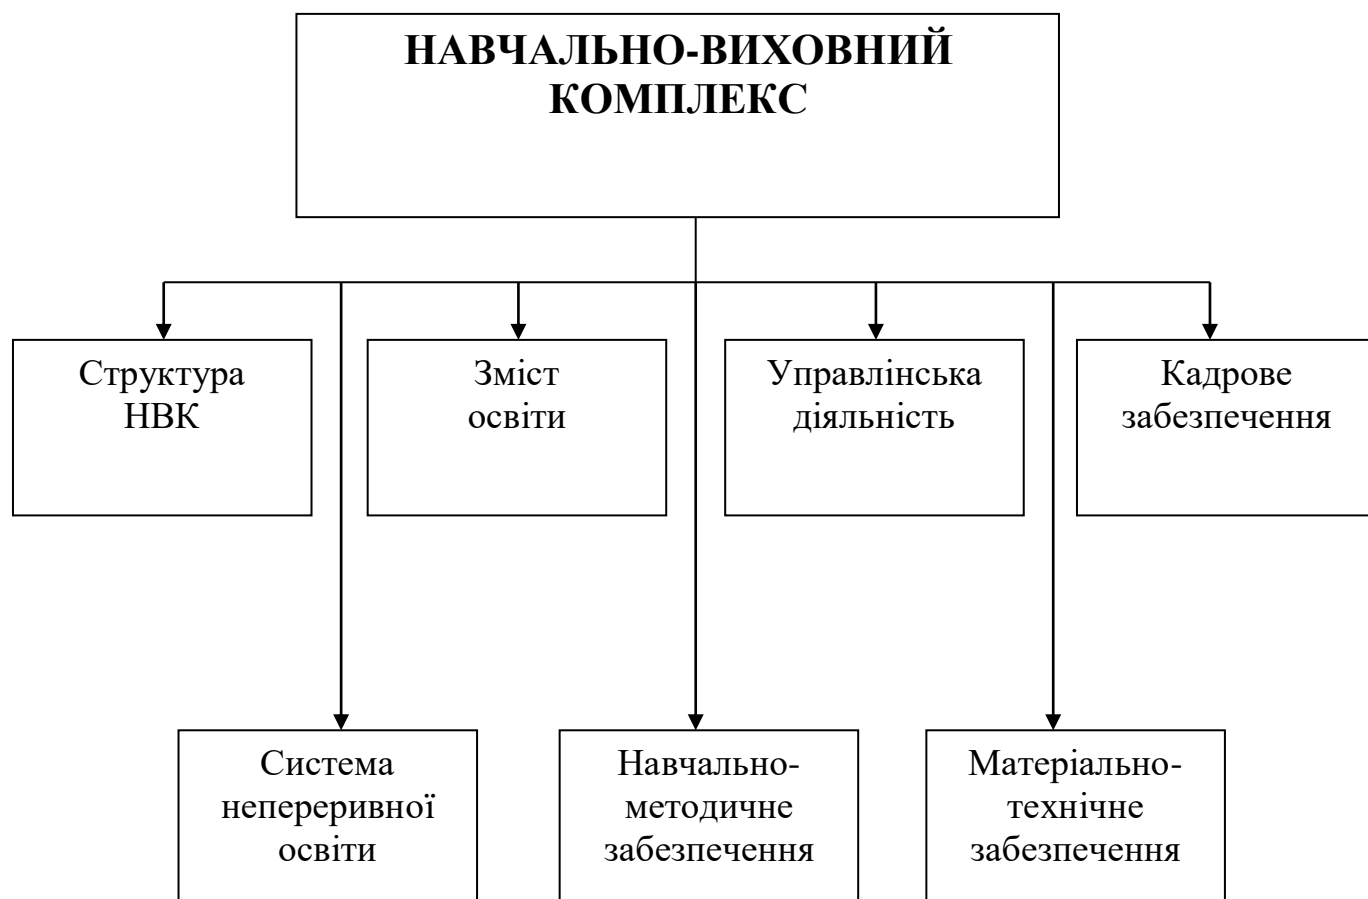 НАВЧАЛЬНО-ВИХОВНИЙ
КОМПЛЕКС
Структура
НВК
Зміст
освіти
Управлінська
діяльність
Кадрове
забезпечення
Система
непереривної
освіти
Навчально-
методичне
забезпечення
Матеріально-
технічне
забезпечення